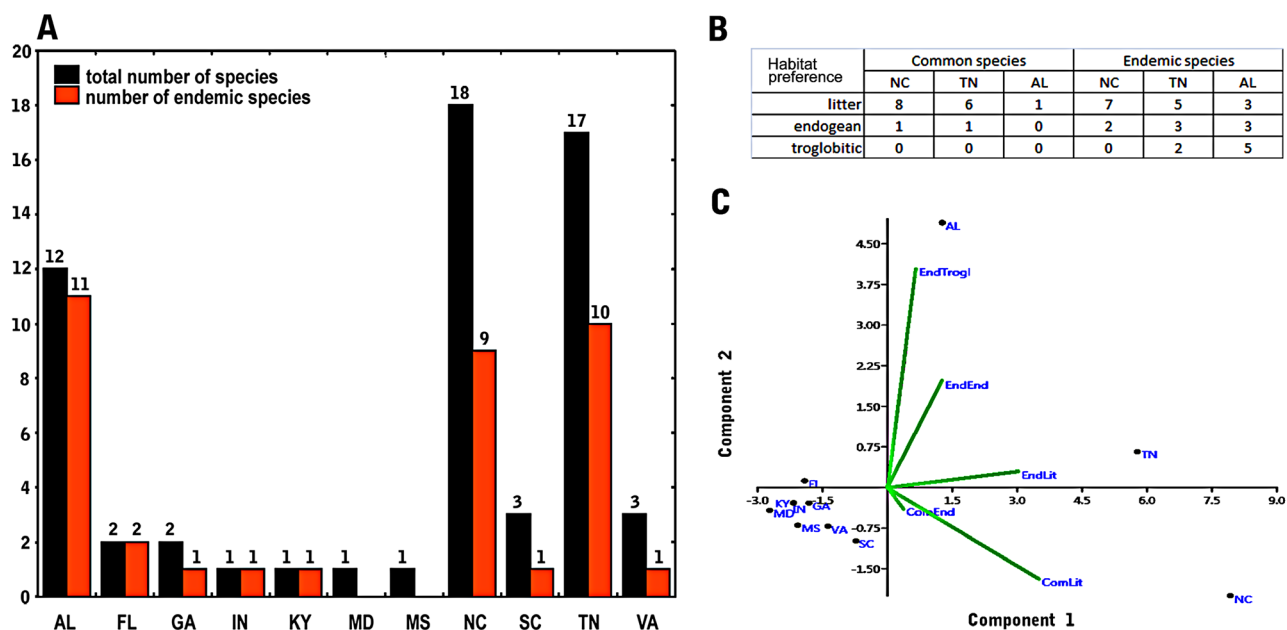 A
20
18
16
14
12
10
8
6
4
2
0
total number of species
number of endemic species
12 11
2 2
2 1
1 1
1 1
1
1
18 9
3 1
17 10
3 1
AL FL GA IN KY MD MS NC SC TN VA
B
Habitat preference Common species Endemic species
NC TN AL NC TN AL
litter 8 6 1 7 5 3
endogean 1 1 0 2 3 3
troglobitic 0 0 0 0 2 5
C
Component 2
4.50
3.75
3.00
2.25
1.50
0.75
-0.75
-1.50
-3.0 -1.5 1.5 3.0 4.5 6.0 7.5 9.0
AL
EndTrogl
EndEnd
TN
EndLit
FL
KY IN GA
MD
ComEnd
MS VA
SC
ComLit
NC
Component 1